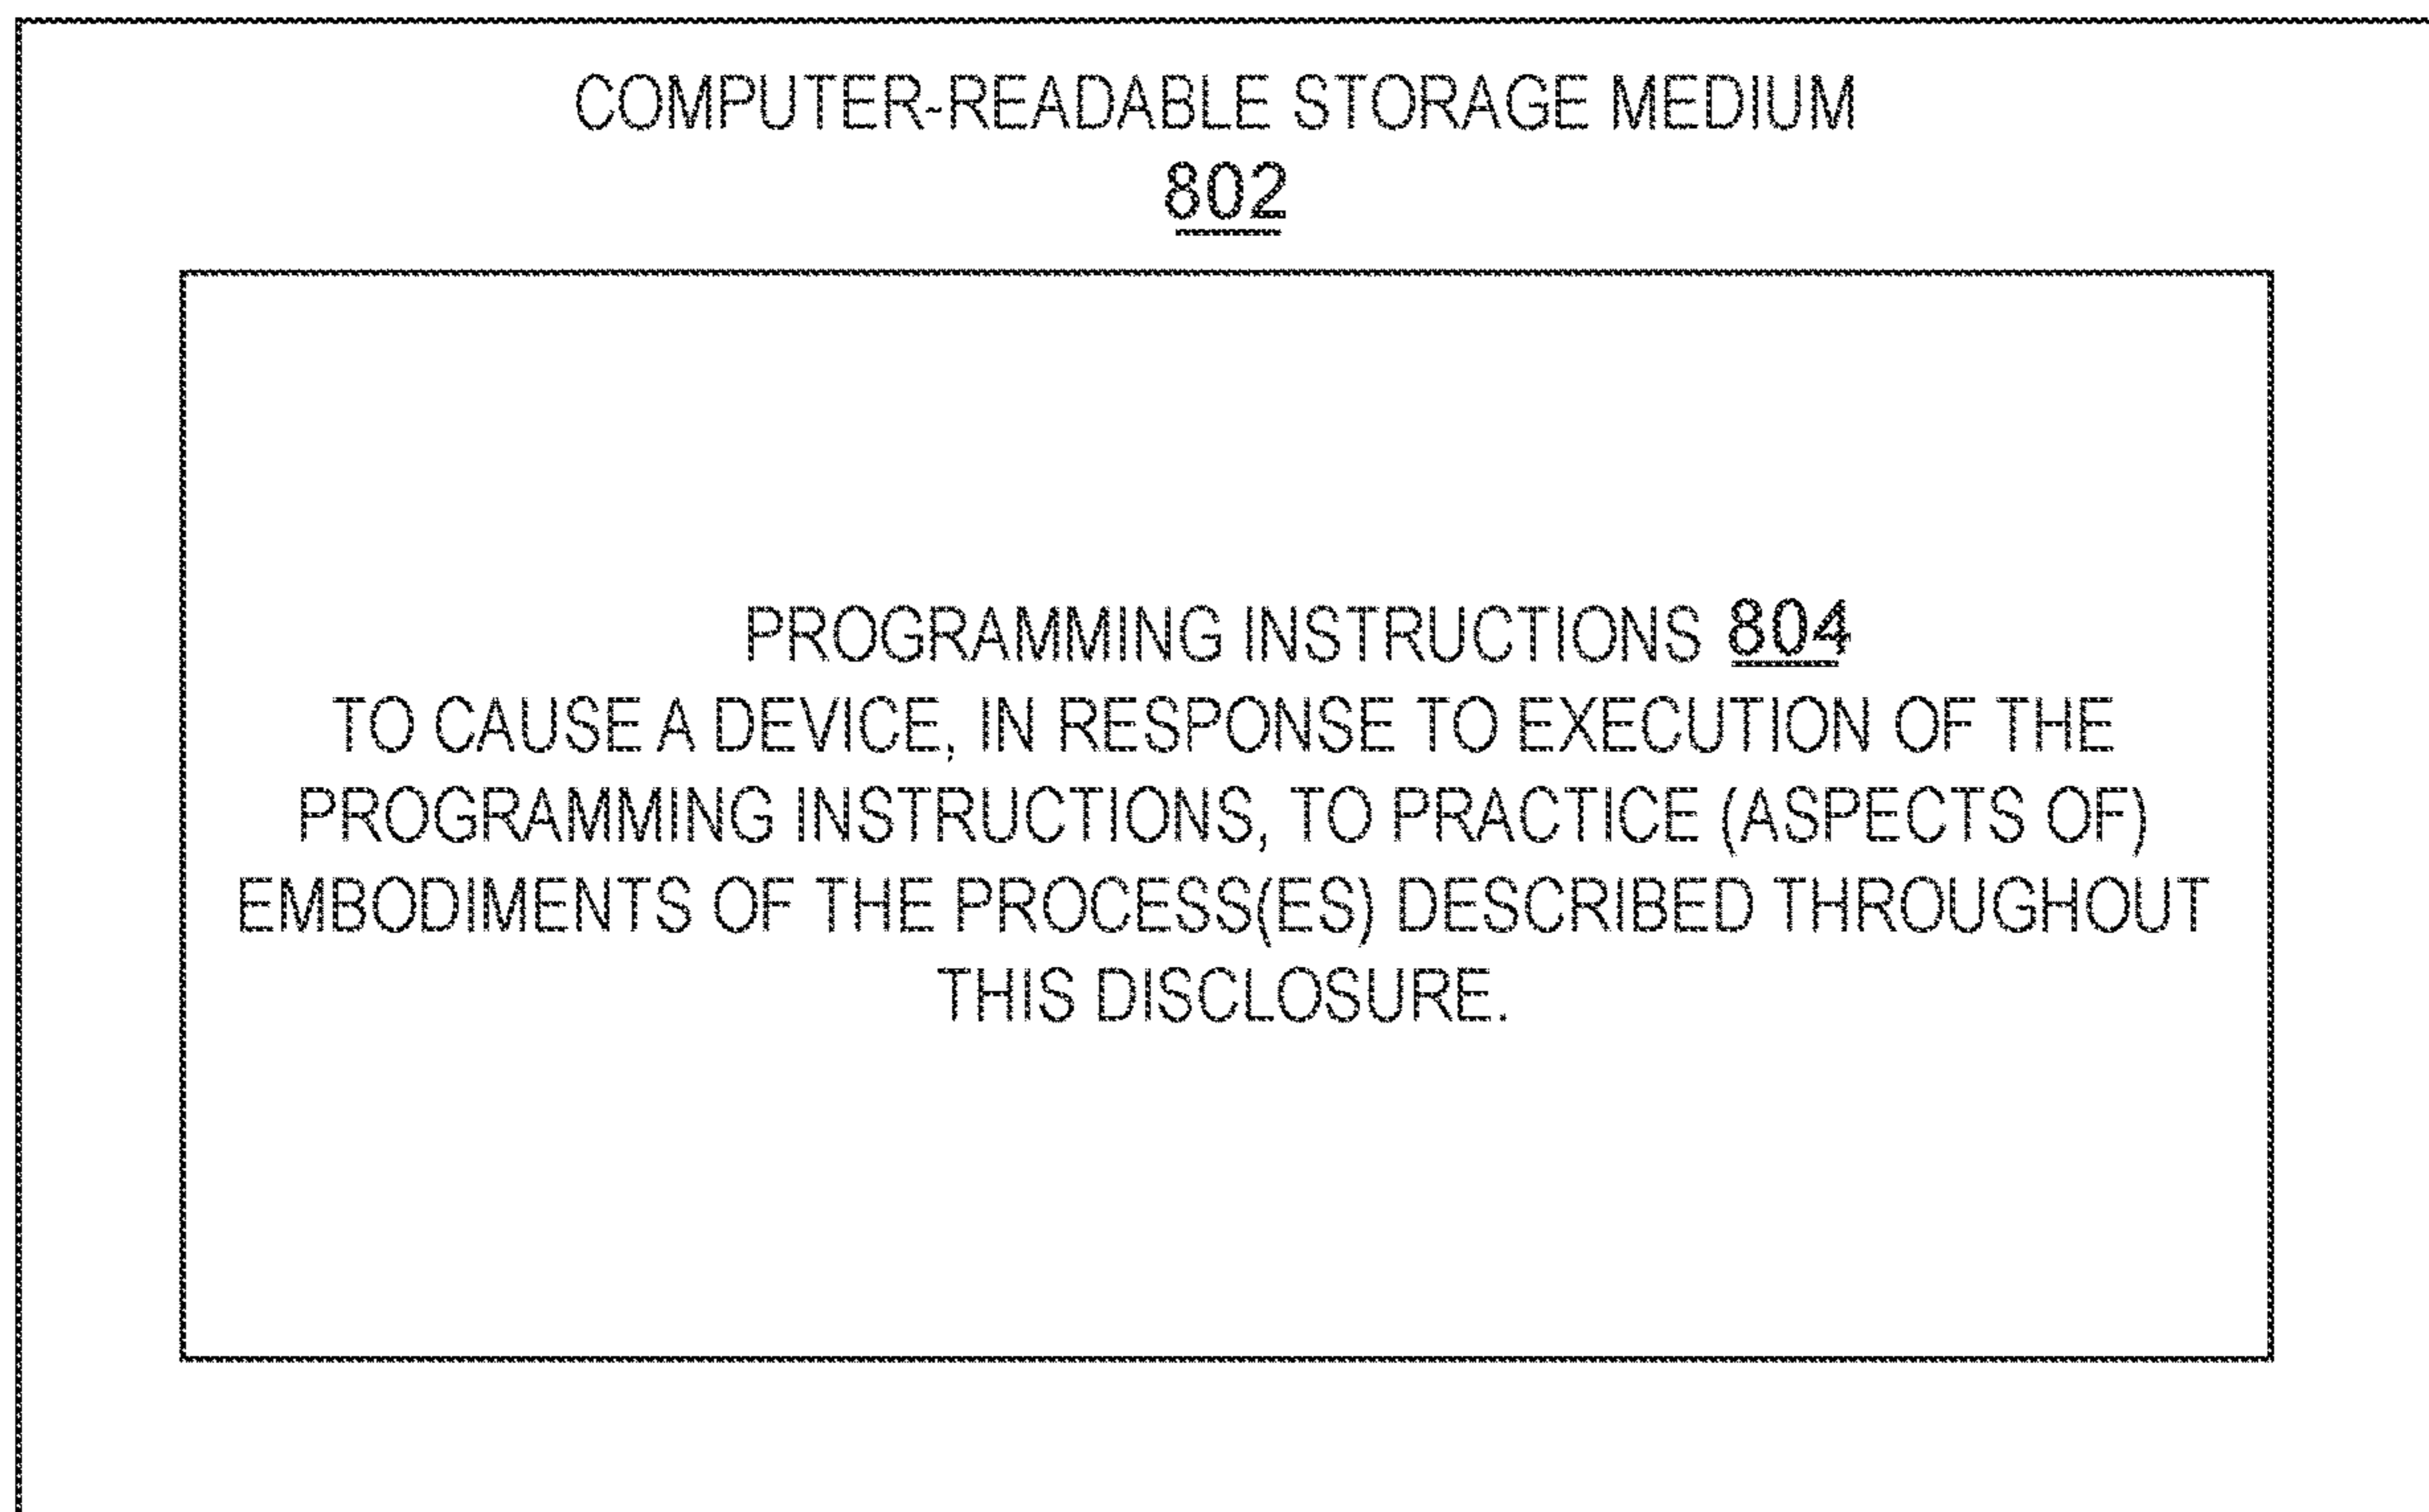 COMPUTER-READABLE STORAGE MEDIUM
802
PROGRAMMING INSTRUCTIONS 804
TO CAUSE A DEVICE, IN RESPONSE TO EXECUTION OF THE
PROGRAMMING INSTRUCTIONS, TO PRACTICE (ASPECTS OF)
EMBODIMENTS OF THE PROCESS(ES) DESCRIBED THROUGHOUT
THIS DISCLOSURE.